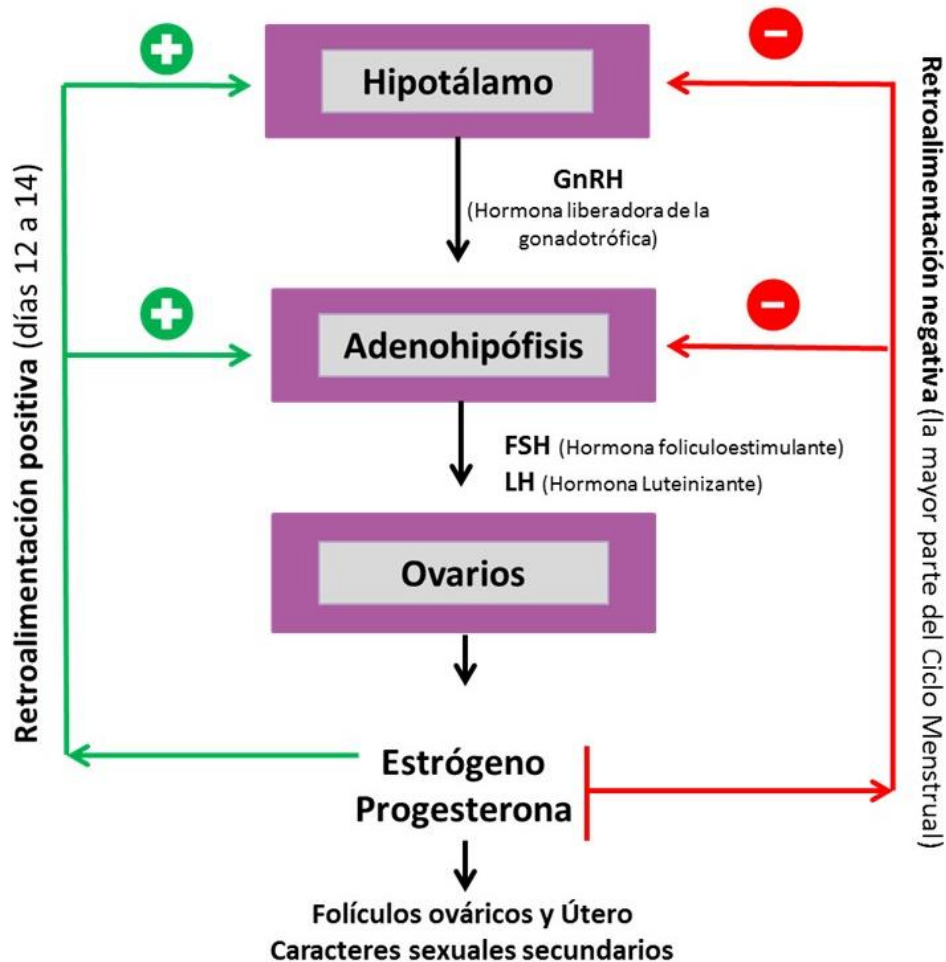 Hipotálamo
GnRH
(Hormona liberadora de la
gonadotrófica)
Adenohipófisis
FSH (Hormona foliculoestimulante)
LH (Hormona Luteinizante)
Ovarios
Estrógeno
Progesterona
Folículos ováricos y Útero
Caracteres sexuales secundarios
Retroalimentación positiva (días 12 a 14)
Retroalimentación negativa (la mayor parte del Ciclo Menstrual)